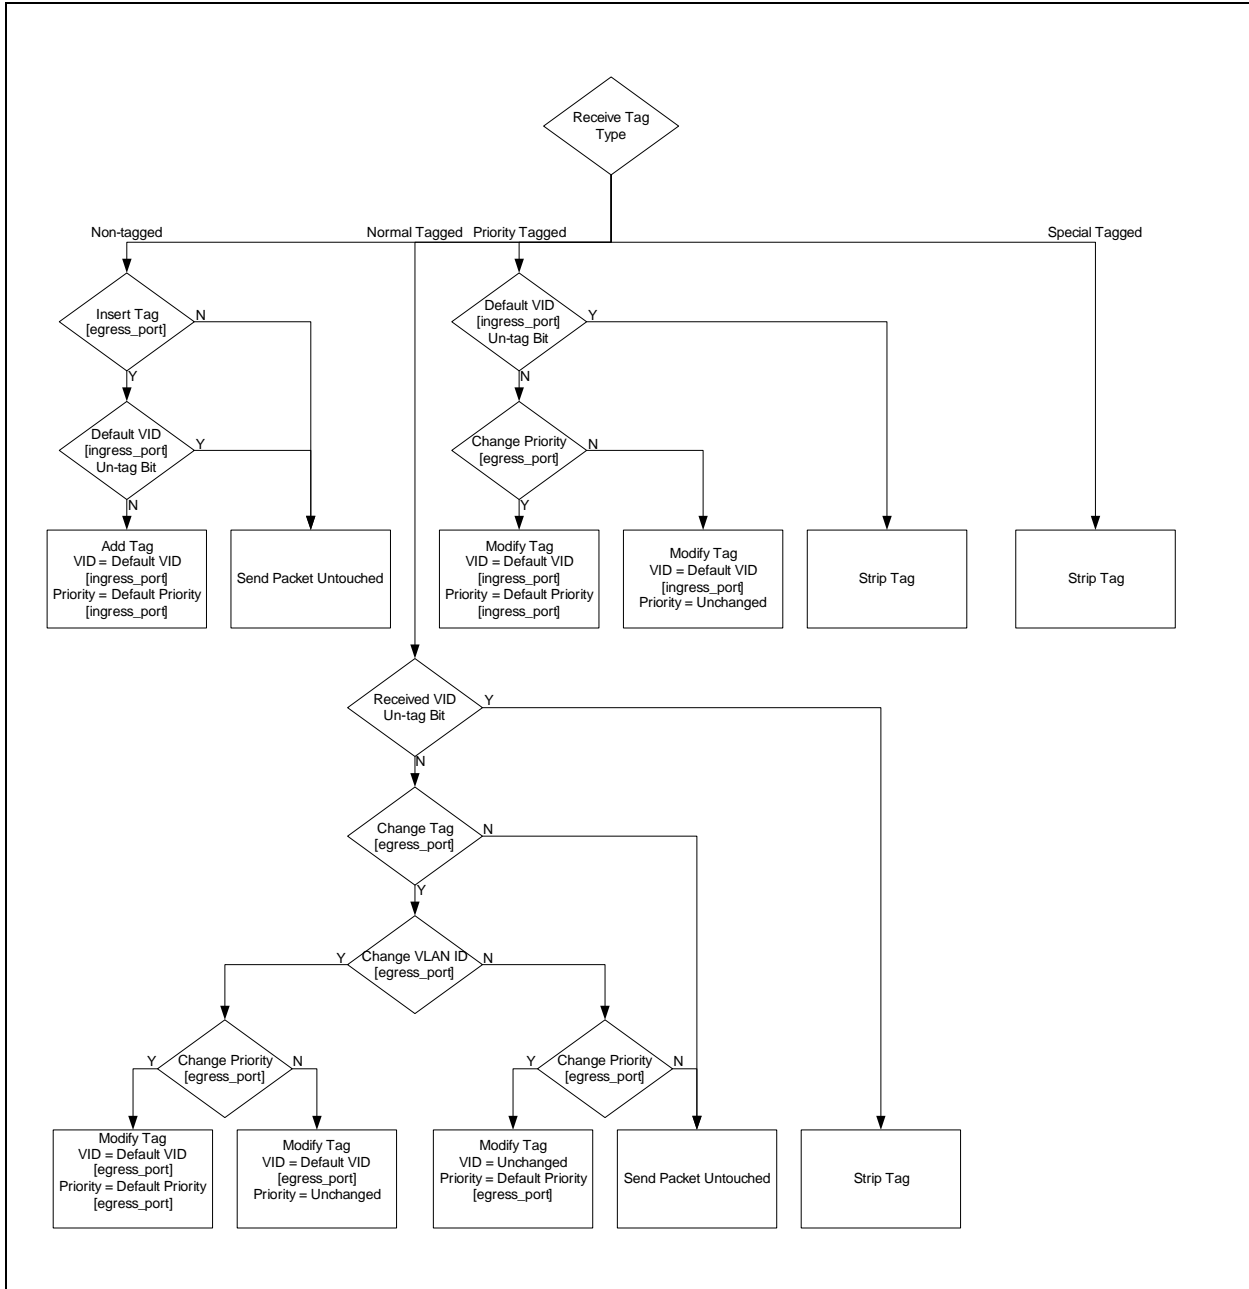 Receive Tag
Type
Non-tagged
Normal Tagged
Priority Tagged
Special Tagged
Insert Tag
[egress_port]
N
Y
Default VID
[ingress_port]
Un-tag Bit
Y
N
Default VID
[ingress_port]
Un-tag Bit
Y
N
Change Priority
[egress_port]
N
Y
Add Tag
VID = Default VID
[ingress_port]
Priority = Default Priority
[ingress_port]
Send Packet Untouched
Modify Tag
VID = Default VID
[ingress_port]
Priority = Default Priority
[ingress_port]
Modify Tag
VID = Default VID
[ingress_port]
Priority = Unchanged
Strip Tag
Strip Tag
Received VID
Un-tag Bit
Y
N
Change Tag
[egress_port]
N
Y
Change VLAN ID
[egress_port]
Y
N
Change Priority
[egress_port]
Y
N
Change Priority
[egress_port]
Y
N
Modify Tag
VID = Default VID
[egress_port]
Priority = Default Priority
[egress_port]
Modify Tag
VID = Default VID
[egress_port]
Priority = Unchanged
Modify Tag
VID = Unchanged
Priority = Default Priority
[egress_port]
Send Packet Untouched
Strip Tag